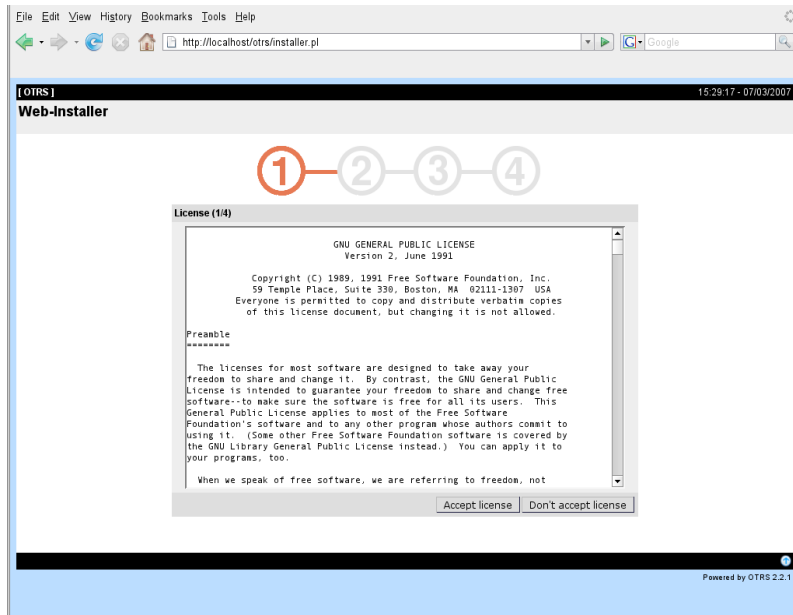 File Edit View History Bookmarks Tools Help
http://localhost/otrs/installer.pl
G Google
[ OTRS ]
15:29:17 - 07/03/2007
Web-Installer
1 2 3 4
License (1/4)
GNU GENERAL PUBLIC LICENSE
Version 2, June 1991
Copyright (C) 1989, 1991 Free Software Foundation, Inc.
59 Temple Place, Suite 330, Boston, MA  02111-1307  USA
Everyone is permitted to copy and distribute verbatim copies
of this license document, but changing it is not allowed.
Preamble
========
The licenses for most software are designed to take away your
freedom to share and change it.  By contrast, the GNU General Public
License is intended to guarantee your freedom to share and change free
software--to make sure the software is free for all its users.  This
General Public License applies to most of the Free Software
Foundation's software and to any other program whose authors commit to
using it.  (Some other Free Software Foundation software is covered by
the GNU Library General Public License instead.)  You can apply it to
your programs, too.
When we speak of free software, we are referring to freedom, not
Accept license Don't accept license
Powered by OTRS 2.2.1